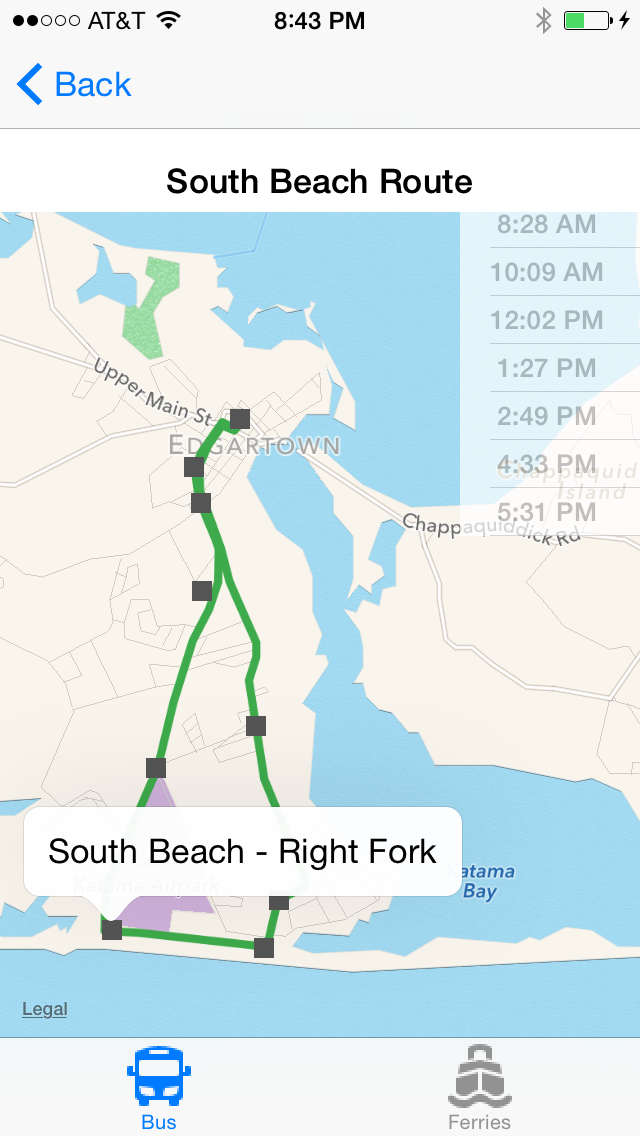 AT&T 8:43 PM
Back
South Beach Route
8:28 AM
10:09 AM
12:02 PM
1:27 PM
2:49 PM
4:33 PM
5:31 PM
Upper Main St
EDGARTOWN
Chappaquid
Island
Chappaquiddick Rd
South Beach - Right Fork
Katama Airpark
Katama
Bay
Legal
Bus
Ferries